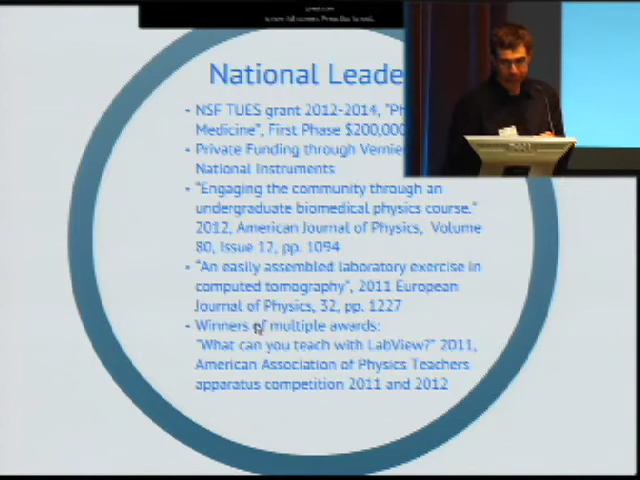 National Leade
- NSF TUES grant 2012-2014, "Ph
Medicine", First Phase $200,000
- Private Funding through Vernier
National Instruments
- "Engaging the community through an
undergraduate biomedical physics course."
2012, American Journal of Physics, Volume
80, Issue 12, pp. 1094
- "An easily assembled laboratory exercise in
computed tomography", 2011 European
Journal of Physics, 32, pp. 1227
- Winners of multiple awards:
"What can you teach with LabView?" 2011,
American Association of Physics Teachers
apparatus competition 2011 and 2012